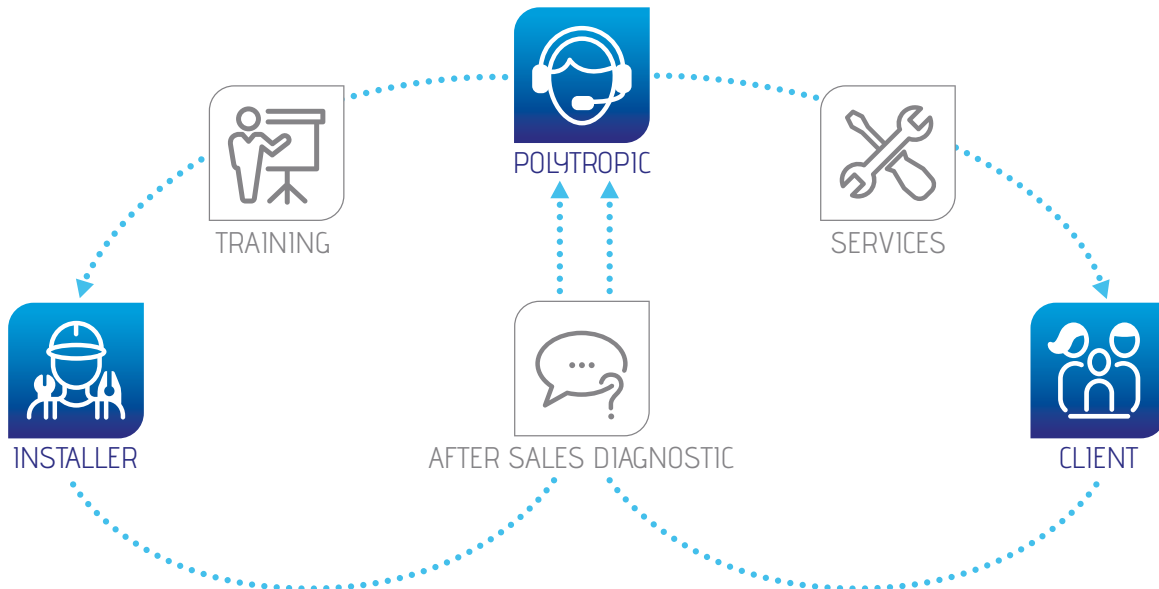 POLYTROPIC
TRAINING
SERVICES
INSTALLER
AFTER SALES DIAGNOSTIC
CLIENT